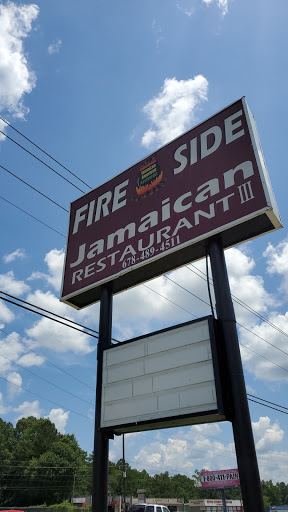 FIRE SIDE
Jamaican
RESTAURANT III
678-489-4511
1-800-411-PAIN